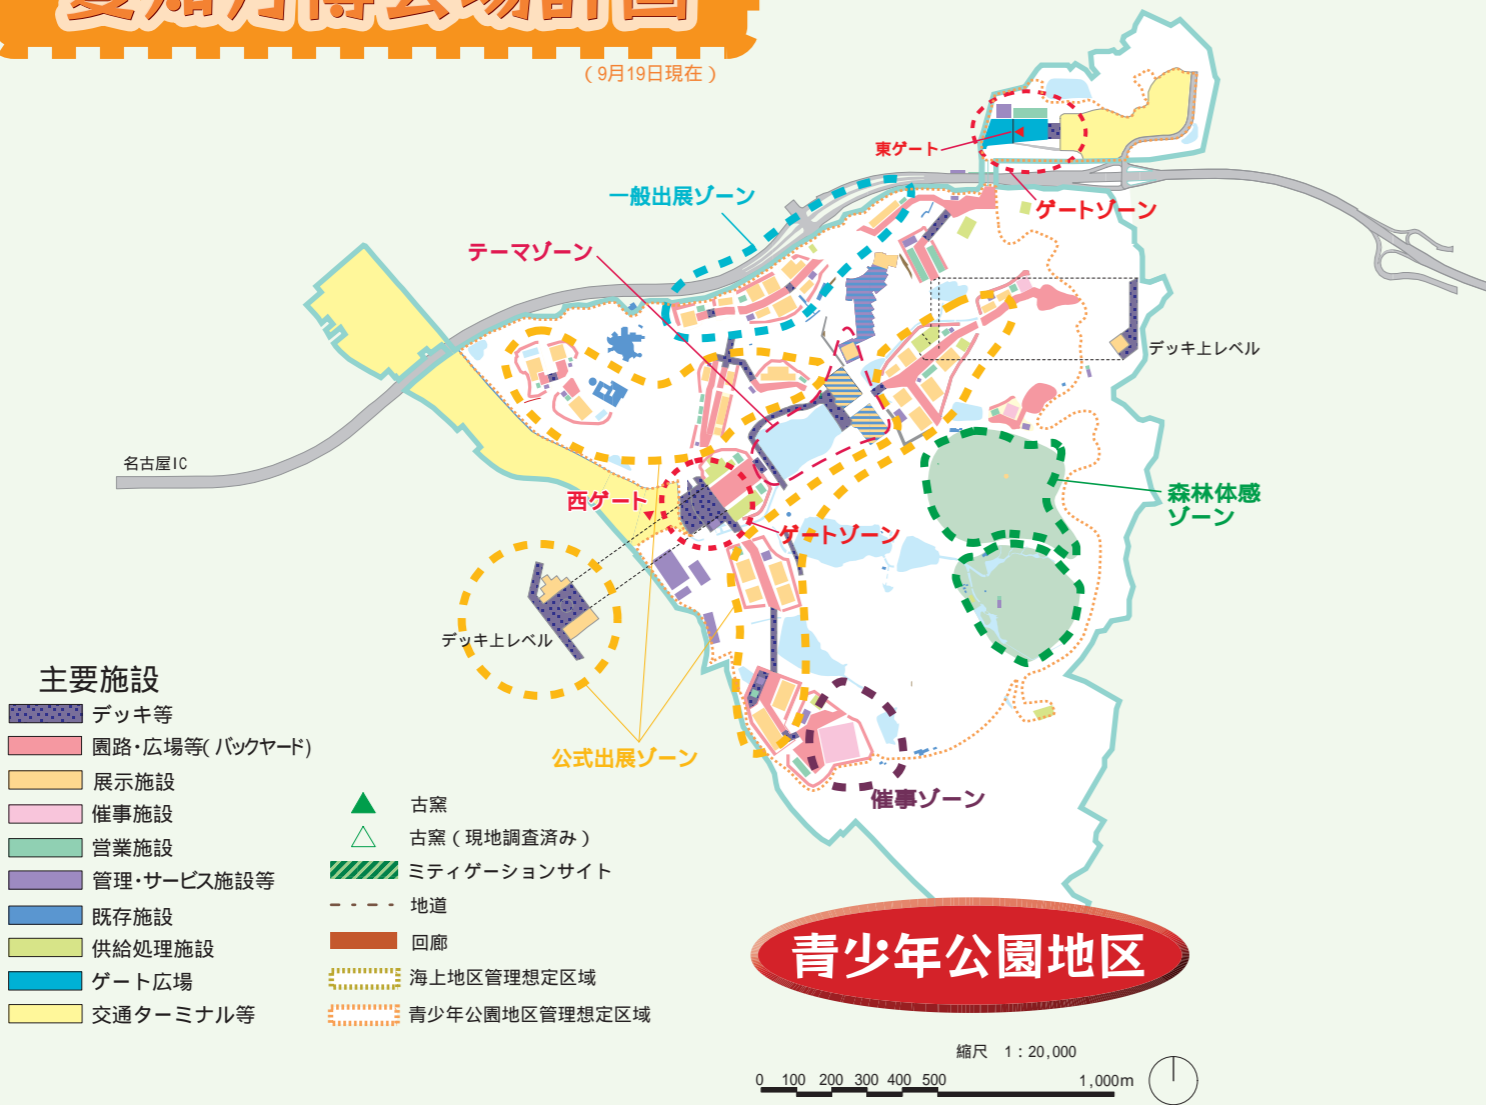 愛知万博会場計画
（9月19日現在）
東ゲート
一般出展ゾーン
ゲートゾーン
テーマゾーン
デッキ上レベル
名古屋IC
西ゲート
森林体感
ゾーン
ゲートゾーン
デッキ上レベル
公式出展ゾーン
催事ゾーン
主要施設
デッキ等
園路・広場等(バックヤード)
展示施設
催事施設
営業施設
管理・サービス施設等
既存施設
供給処理施設
ゲート広場
交通ターミナル等
古窯
古窯（現地調査済み）
ミティゲーションサイト
地道
回廊
海上地区管理想定区域
青少年公園地区管理想定区域
青少年公園地区
縮尺 1：20,000
0 100 200 300 400 500 1,000m